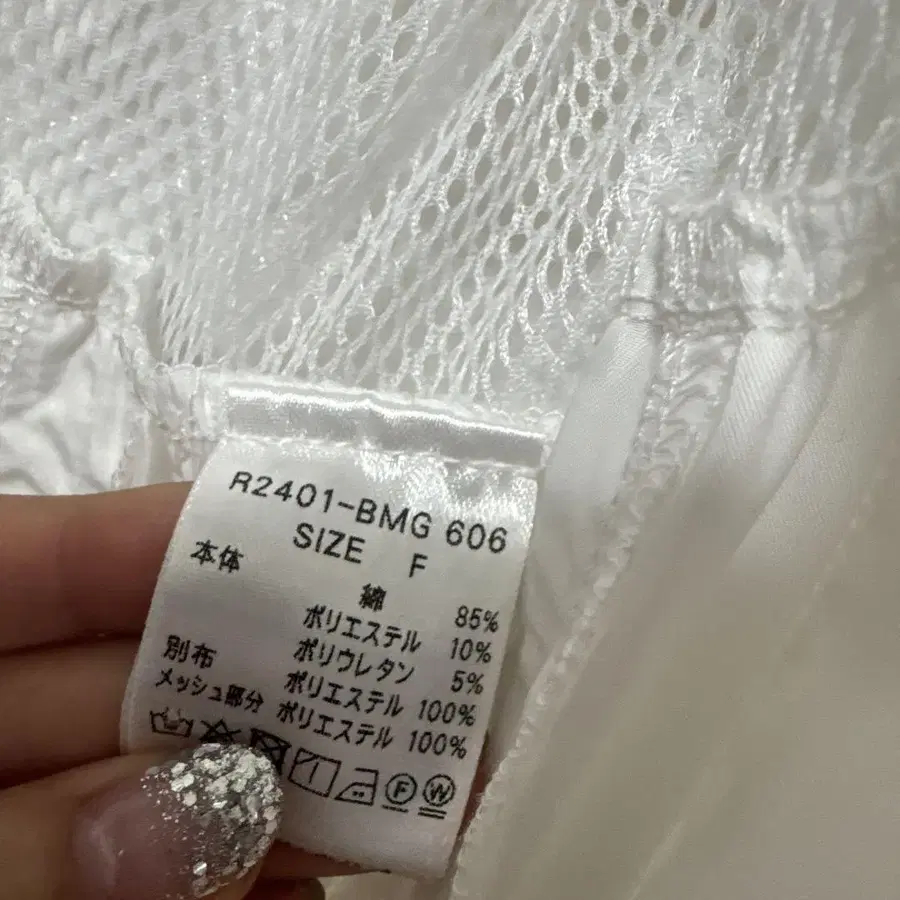 R2401-BMG 606
SIZE F
本体 綿 85%
ポリエステル 10%
ポリウレタン 5%
別布 ポリエステル 100%
メッシュ部分 ポリエステル 100%
F W